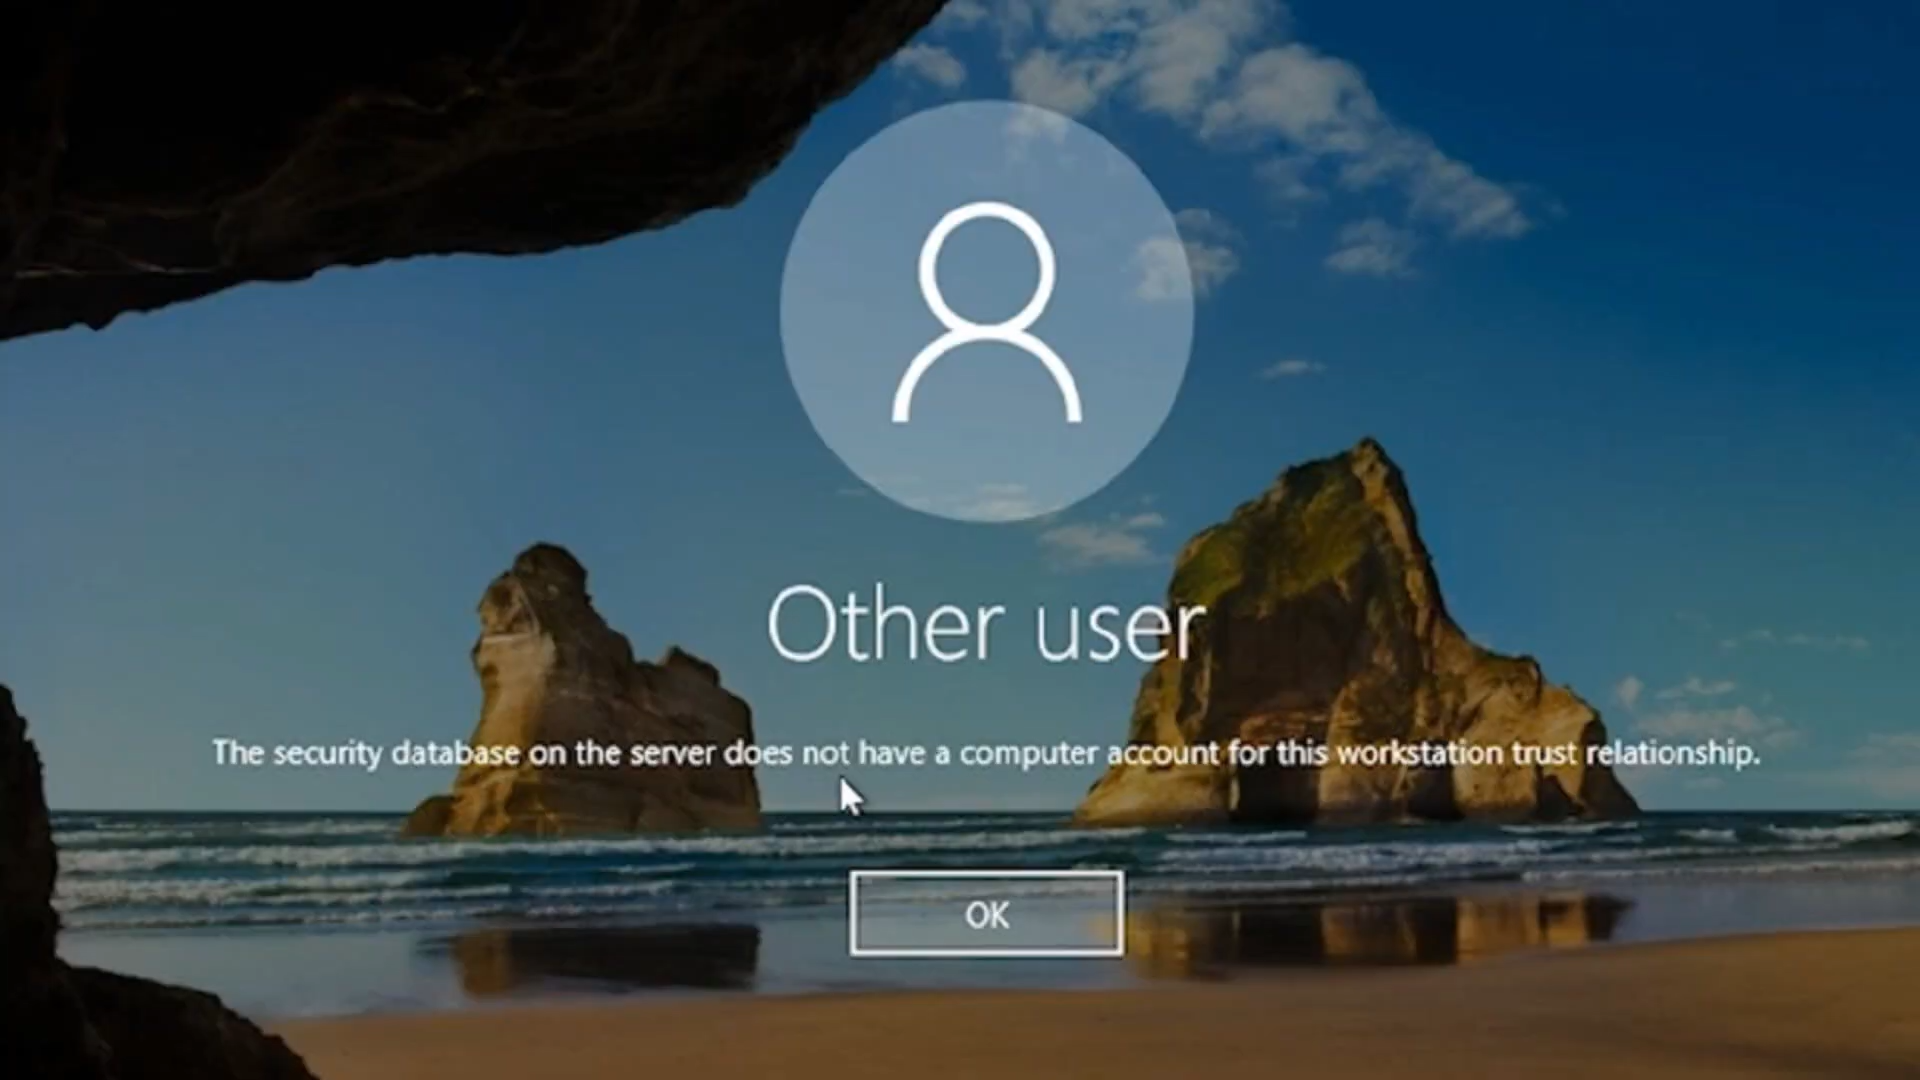 Other user
The security database on the server does not have a computer account for this workstation trust relationship.
OK